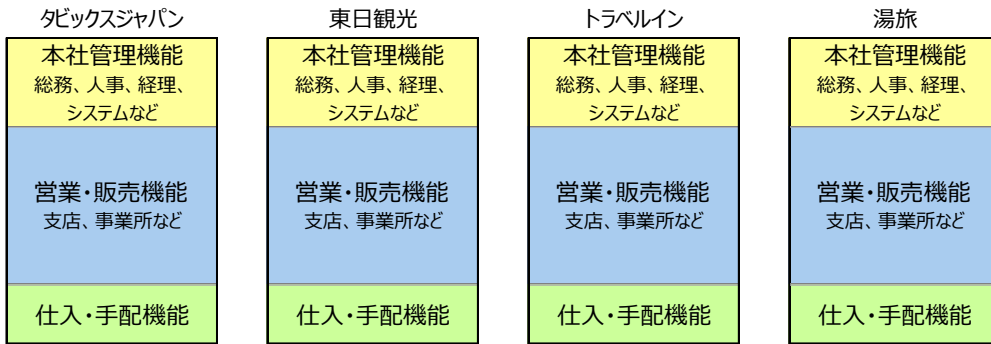 タビックスジャパン
本社管理機能
総務、人事、経理、
システムなど
営業・販売機能
支店、事業所など
仕入・手配機能
東日観光
本社管理機能
総務、人事、経理、
システムなど
営業・販売機能
支店、事業所など
仕入・手配機能
トラベルイン
本社管理機能
総務、人事、経理、
システムなど
営業・販売機能
支店、事業所など
仕入・手配機能
湯旅
本社管理機能
総務、人事、経理、
システムなど
営業・販売機能
支店、事業所など
仕入・手配機能